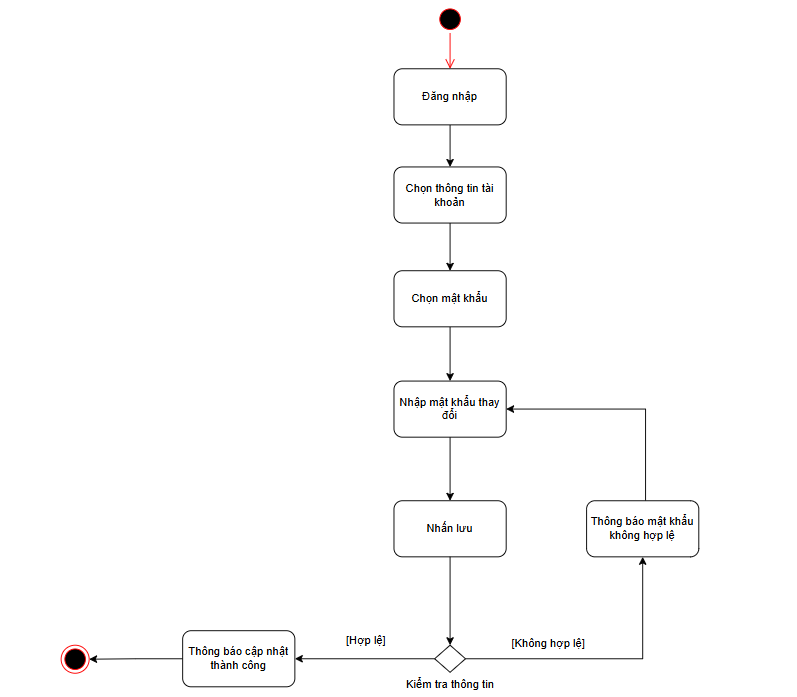 Đăng nhập
Chọn thông tin tài
khoản
Chọn mật khẩu
Nhập mật khẩu thay
đổi
Nhấn lưu
Thông báo mật khẩu
không hợp lệ
[Hợp lệ]
[Không hợp lệ]
Thông báo cập nhật
thành công
Kiểm tra thông tin